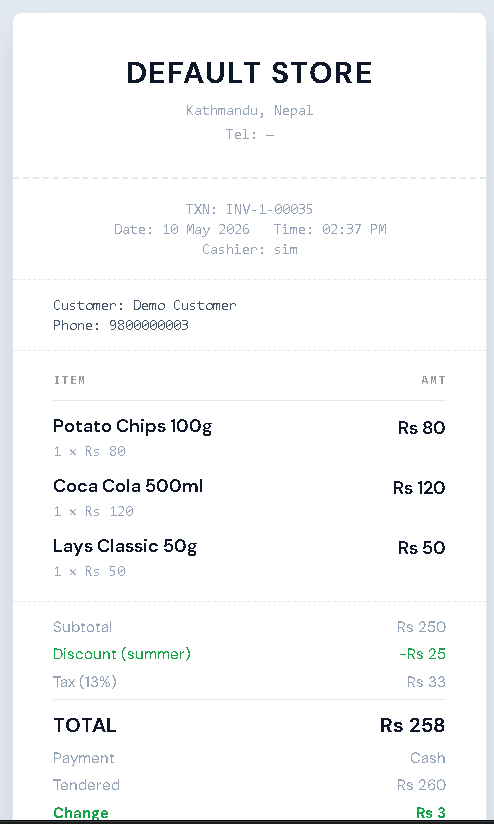 DEFAULT STORE
Kathmandu, Nepal
Tel: —
TXN: INV-1-00035
Date: 10 May 2026 Time: 02:37 PM
Cashier: sim
Customer: Demo Customer
Phone: 9800000003
ITEM AMT
Potato Chips 100g Rs 80
1 × Rs 80
Coca Cola 500ml Rs 120
1 × Rs 120
Lays Classic 50g Rs 50
1 × Rs 50
Subtotal Rs 250
Discount (summer) -Rs 25
Tax (13%) Rs 33
TOTAL Rs 258
Payment Cash
Tendered Rs 260
Change Rs 3